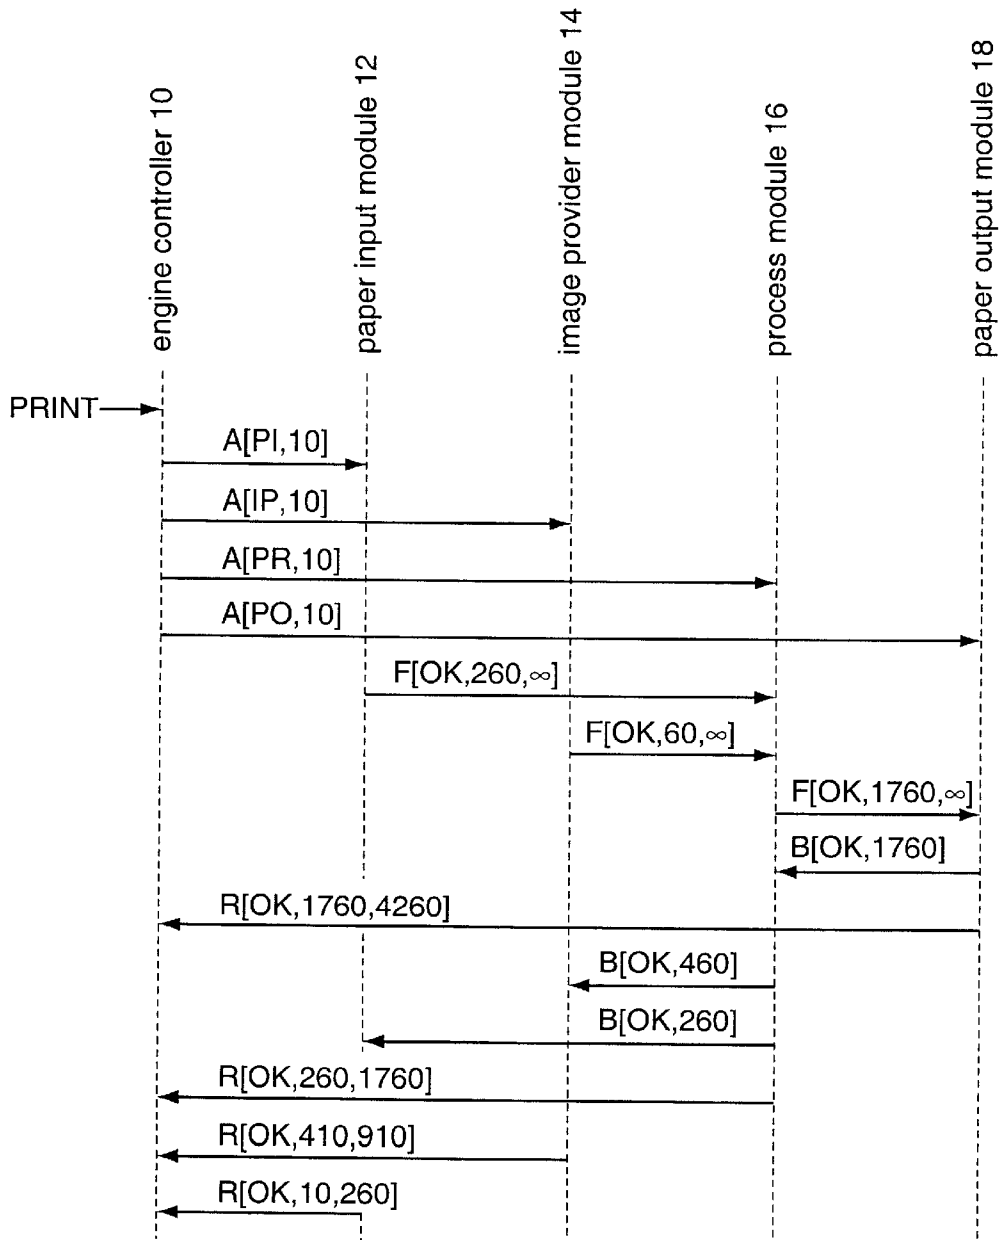 engine controller 10
paper input module 12
image provider module 14
process module 16
paper output module 18
PRINT
A[PI,10]
A[IP,10]
A[PR,10]
A[PO,10]
F[OK,260,∞]
F[OK,60,∞]
F[OK,1760,∞]
B[OK,1760]
R[OK,1760,4260]
B[OK,460]
B[OK,260]
R[OK,260,1760]
R[OK,410,910]
R[OK,10,260]